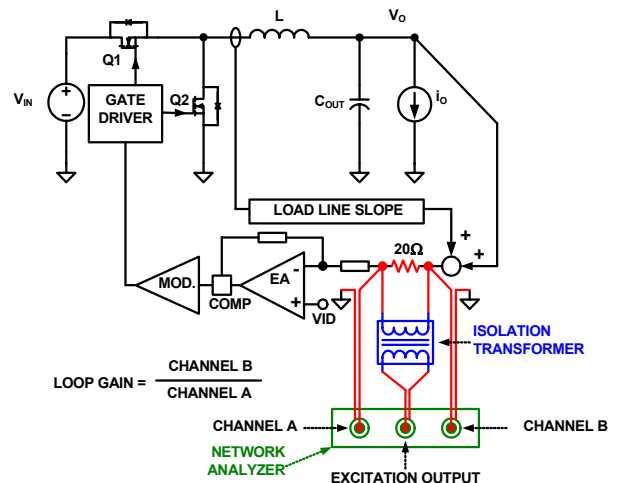 L
V_O
Q1
V_IN
+
−
GATE
DRIVER
Q2
C_OUT
i_O
LOAD LINE SLOPE
+
+
20Ω
MOD.
COMP
EA
-
+
VID
ISOLATION
TRANSFORMER
LOOP GAIN = CHANNEL B
CHANNEL A
CHANNEL A
CHANNEL B
NETWORK
ANALYZER
EXCITATION OUTPUT